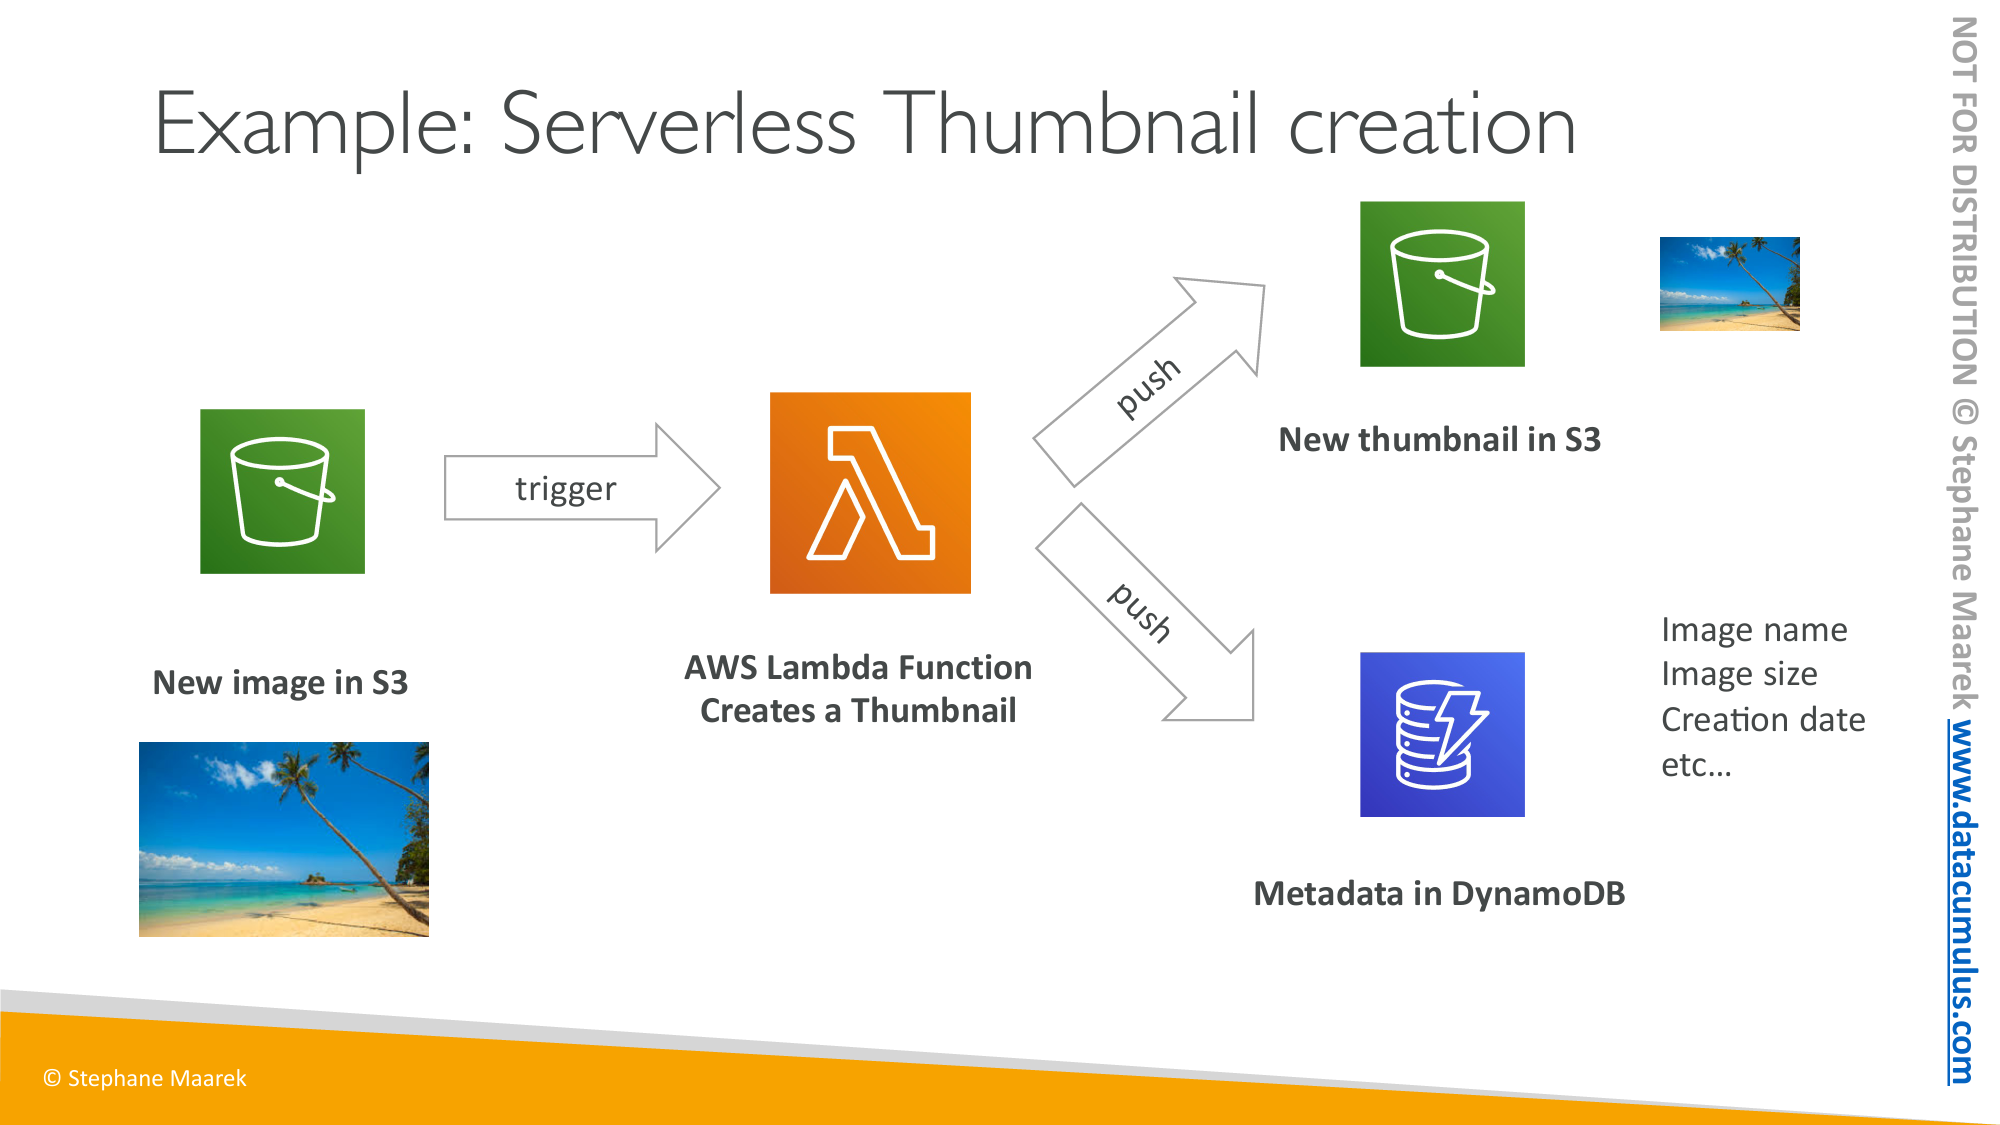 Example: Serverless Thumbnail creation
trigger
push
push
New image in S3
AWS Lambda Function
Creates a Thumbnail
New thumbnail in S3
Image name
Image size
Creation date
etc...
Metadata in DynamoDB
© Stephane Maarek
NOT FOR DISTRIBUTION © Stephane Maarek www.datacumulus.com